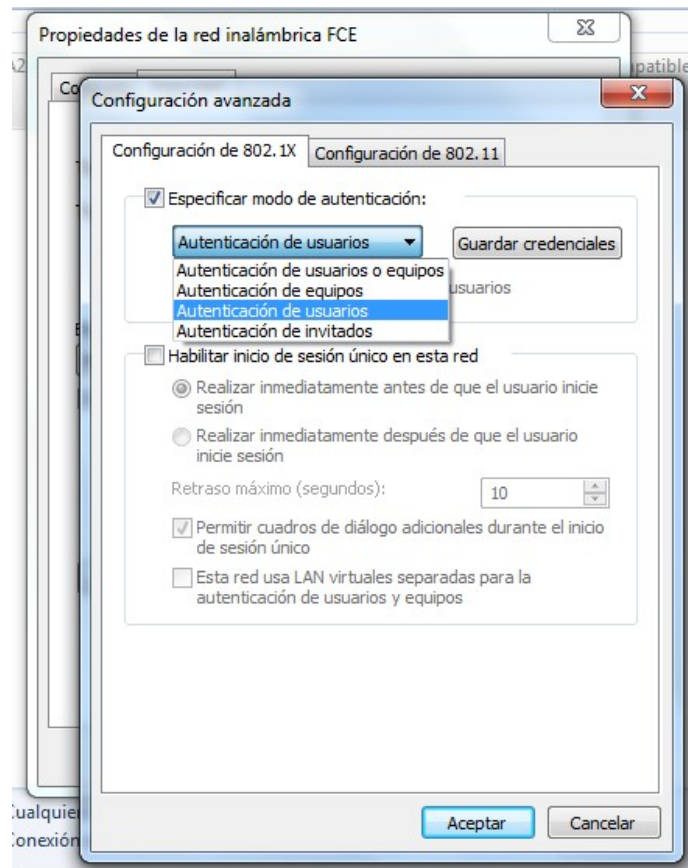 Propiedades de la red inalámbrica FCE
patible
Co
Configuración avanzada
Configuración de 802.1X
Configuración de 802.11
Especificar modo de autenticación:
Autenticación de usuarios
Guardar credenciales
Autenticación de usuarios o equipos
Autenticación de equipos
usuarios
Autenticación de usuarios
Autenticación de invitados
Habilitar inicio de sesión único en esta red
Realizar inmediatamente antes de que el usuario inicie
sesión
Realizar inmediatamente después de que el usuario
inicie sesión
Retraso máximo (segundos):
10
Permitir cuadros de diálogo adicionales durante el inicio
de sesión único
Esta red usa LAN virtuales separadas para la
autenticación de usuarios y equipos
Cualquie
Conexión
Aceptar
Cancelar